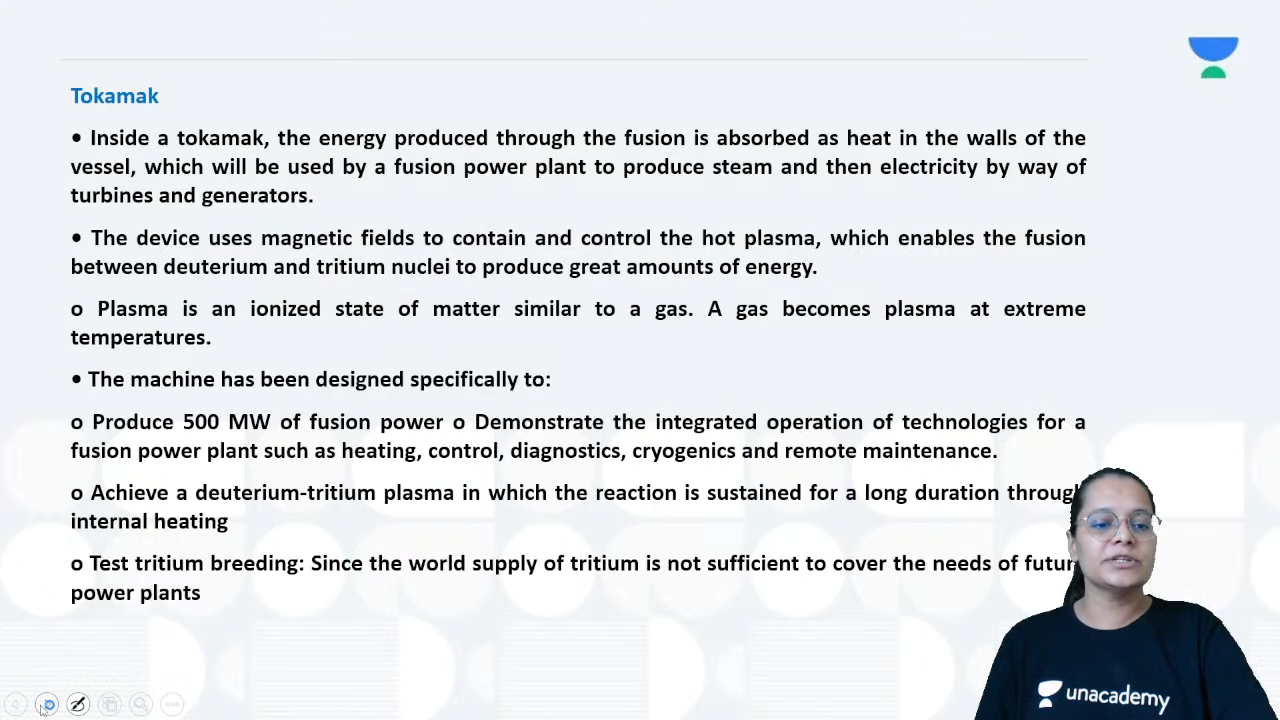 Tokamak
• Inside a tokamak, the energy produced through the fusion is absorbed as heat in the walls of the
vessel, which will be used by a fusion power plant to produce steam and then electricity by way of
turbines and generators.
• The device uses magnetic fields to contain and control the hot plasma, which enables the fusion
between deuterium and tritium nuclei to produce great amounts of energy.
o Plasma is an ionized state of matter similar to a gas. A gas becomes plasma at extreme
temperatures.
• The machine has been designed specifically to:
o Produce 500 MW of fusion power o Demonstrate the integrated operation of technologies for a
fusion power plant such as heating, control, diagnostics, cryogenics and remote maintenance.
o Achieve a deuterium-tritium plasma in which the reaction is sustained for a long duration through
internal heating
o Test tritium breeding: Since the world supply of tritium is not sufficient to cover the needs of futur
power plants
unacademy